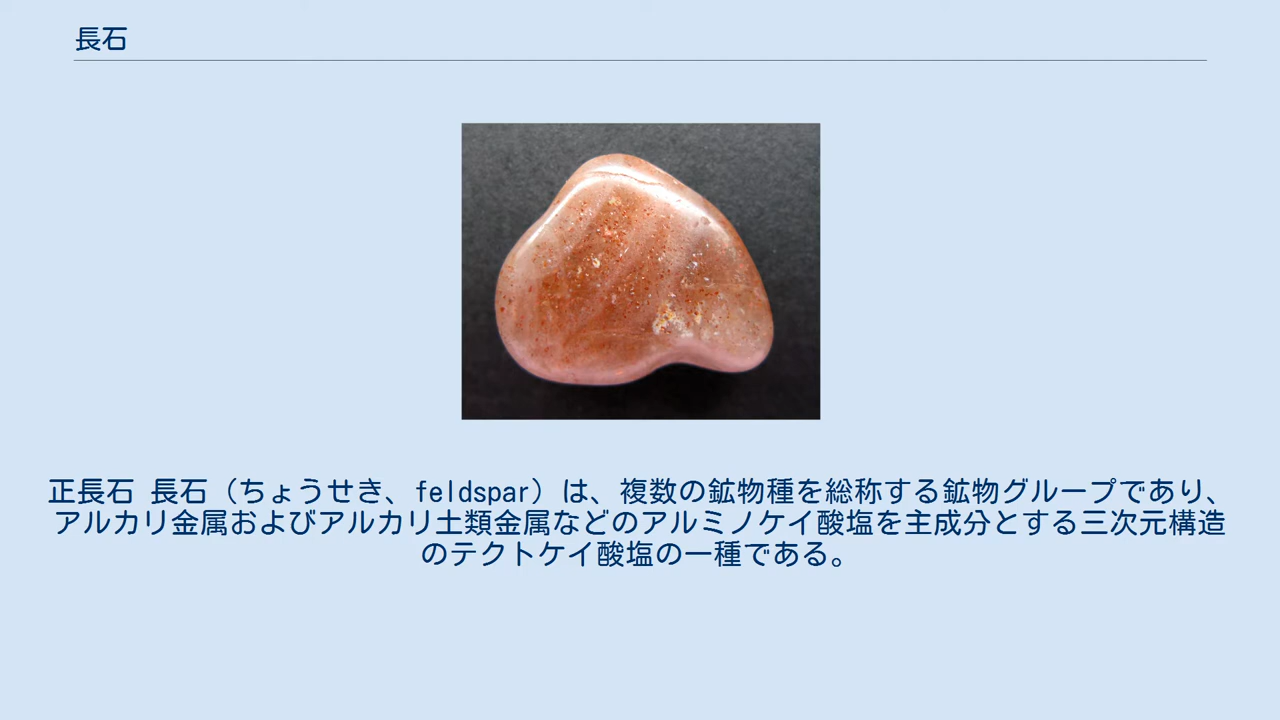 長石
正長石 長石（ちょうせき、feldspar）は、複数の鉱物種を総称する鉱物グループであり、
アルカリ金属およびアルカリ土類金属などのアルミノケイ酸塩を主成分とする三次元構造
のテクトケイ酸塩の一種である。